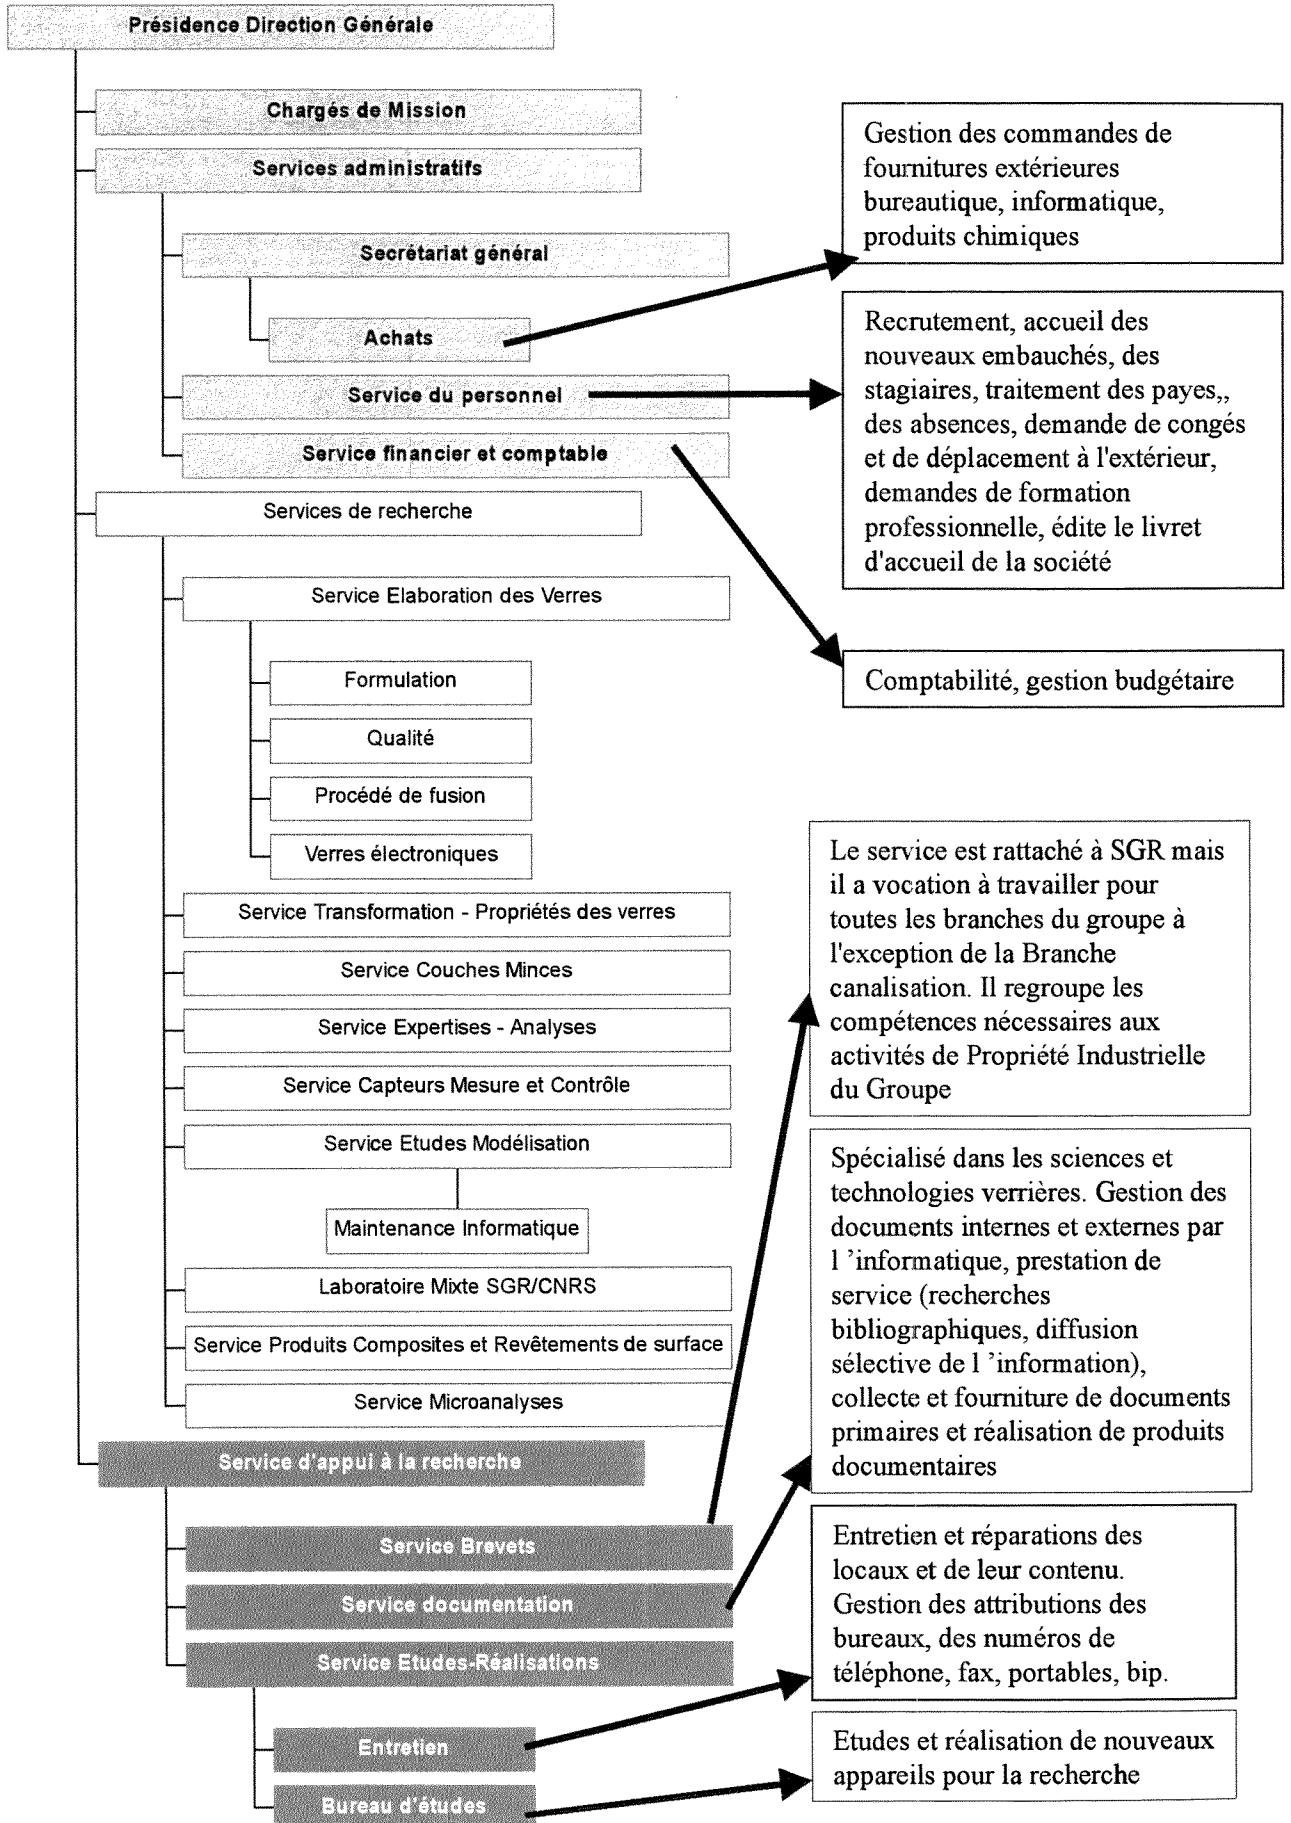 Présidence Direction Générale
Chargés de Mission
Services administratifs
Secrétariat général
Achats
Service du personnel
Service financier et comptable
Services de recherche
Service Elaboration des Verres
Formulation
Qualité
Procédé de fusion
Verres électroniques
Service Transformation - Propriétés des verres
Service Couches Minces
Service Expertises - Analyses
Service Capteurs Mesure et Contrôle
Service Etudes Modélisation
Maintenance Informatique
Laboratoire Mixte SGR/CNRS
Service Produits Composites et Revêtements de surface
Service Microanalyses
Service d'appui à la recherche
Service Brevets
Service documentation
Service Etudes-Réalisations
Entretien
Bureau d'études
Gestion des commandes de
fournitures extérieures
bureautique, informatique,
produits chimiques
Recrutement, accueil des
nouveaux embauchés, des
stagiaires, traitement des payes,,
des absences, demande de congés
et de déplacement à l'extérieur,
demandes de formation
professionnelle, édite le livret
d'accueil de la société
Comptabilité, gestion budgétaire
Le service est rattaché à SGR mais
il a vocation à travailler pour
toutes les branches du groupe à
l'exception de la Branche
canalisation. Il regroupe les
compétences nécessaires aux
activités de Propriété Industrielle
du Groupe
Spécialisé dans les sciences et
technologies verrières. Gestion des
documents internes et externes par
l ’informatique, prestation de
service (recherches
bibliographiques, diffusion
sélective de l ’information),
collecte et fourniture de documents
primaires et réalisation de produits
documentaires
Entretien et réparations des
locaux et de leur contenu.
Gestion des attributions des
bureaux, des numéros de
téléphone, fax, portables, bip.
Etudes et réalisation de nouveaux
appareils pour la recherche